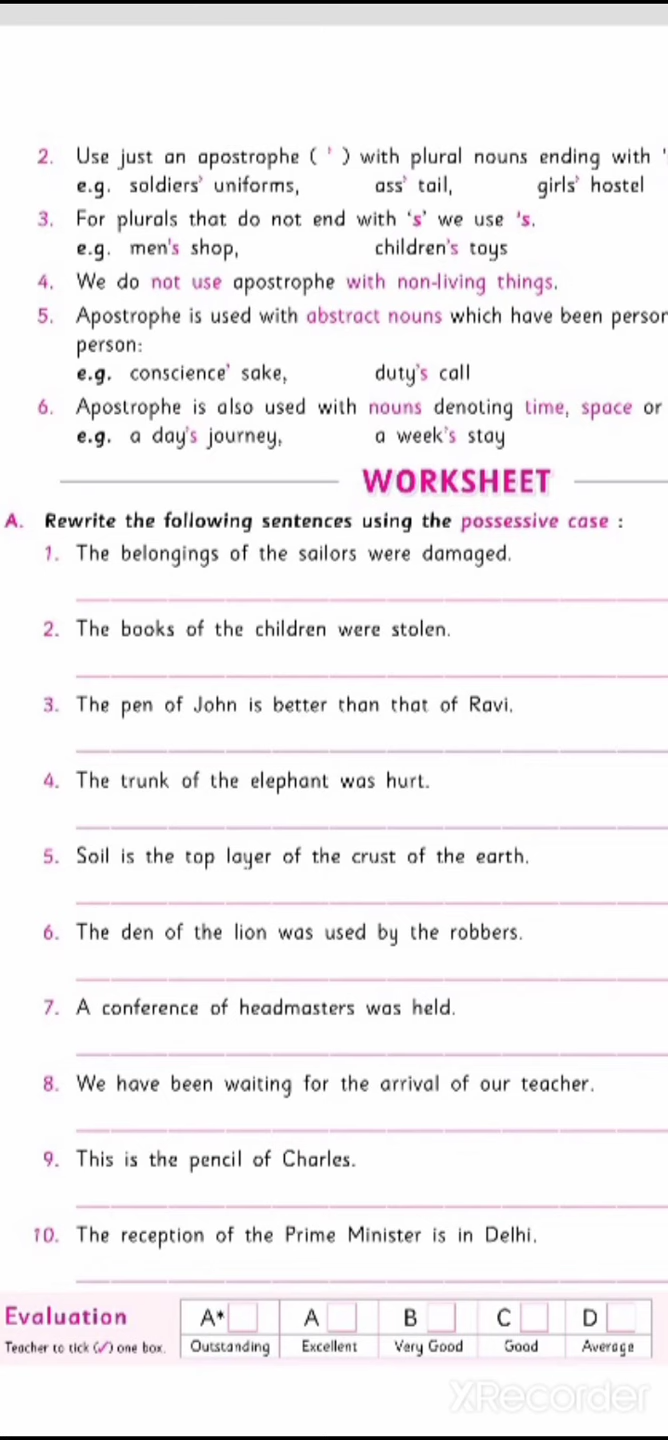 2. Use just an apostrophe ( ' ) with plural nouns ending with '
e.g. soldiers' uniforms, ass' tail, girls' hostel
3. For plurals that do not end with 's' we use 's.
e.g. men's shop, children's toys
4. We do not use apostrophe with non-living things.
5. Apostrophe is used with abstract nouns which have been person
person:
e.g. conscience' sake, duty's call
6. Apostrophe is also used with nouns denoting time, space or
e.g. a day's journey, a week's stay
WORKSHEET
A. Rewrite the following sentences using the possessive case :
1. The belongings of the sailors were damaged.
2. The books of the children were stolen.
3. The pen of John is better than that of Ravi.
4. The trunk of the elephant was hurt.
5. Soil is the top layer of the crust of the earth.
6. The den of the lion was used by the robbers.
7. A conference of headmasters was held.
8. We have been waiting for the arrival of our teacher.
9. This is the pencil of Charles.
10. The reception of the Prime Minister is in Delhi.
Evaluation A* A B C D
Teacher to tick (✓) one box. Outstanding Excellent Very Good Good Average
XRecorder